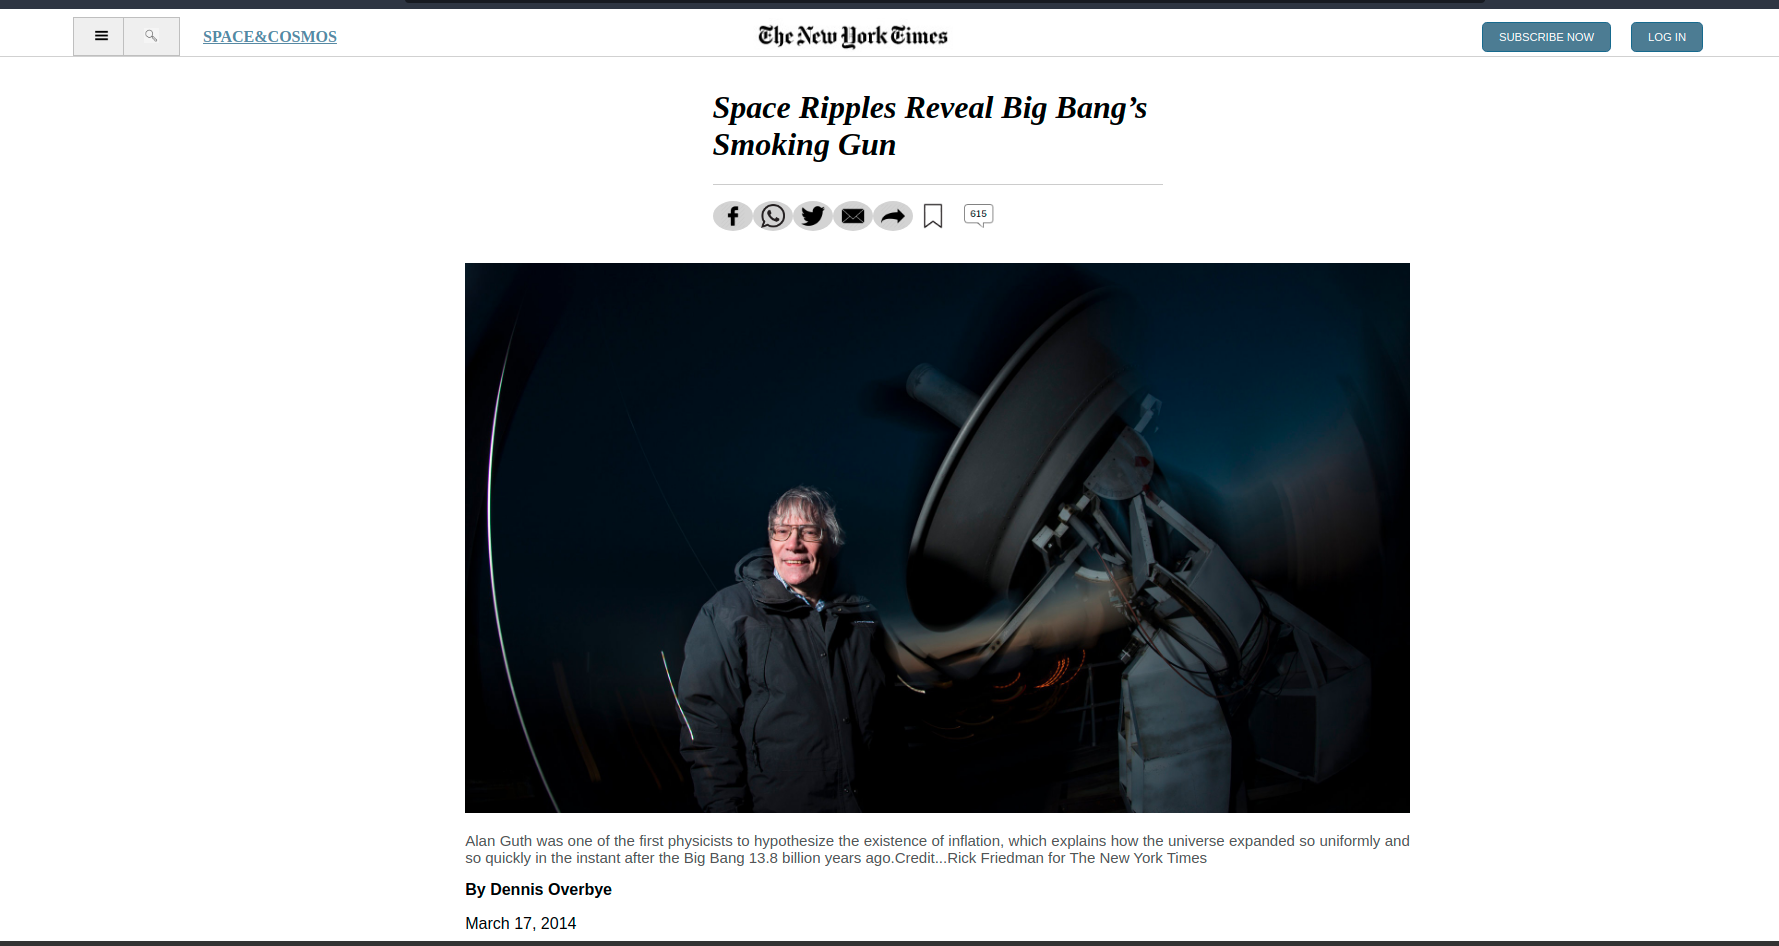 SPACE&COSMOS
The New York Times
SUBSCRIBE NOW
LOG IN
Space Ripples Reveal Big Bang’s
Smoking Gun
615
Alan Guth was one of the first physicists to hypothesize the existence of inflation, which explains how the universe expanded so uniformly and
so quickly in the instant after the Big Bang 13.8 billion years ago.Credit...Rick Friedman for The New York Times
By Dennis Overbye
March 17, 2014